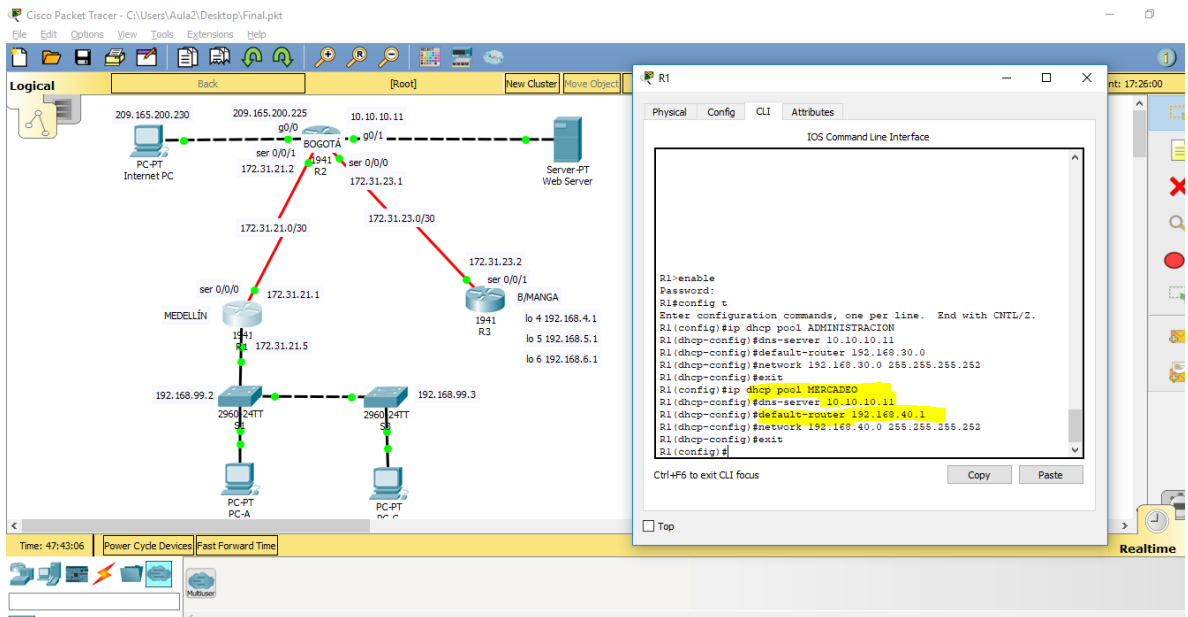 Cisco Packet Tracer - C:\Users\Aula2\Desktop\Final.pkt
File Edit Options View Tools Extensions Help
Logical
Back
[Root]
New Cluster
Move Object
nt: 17:26:00
209.165.200.230
209.165.200.225
g0/0
10.10.10.11
g0/1
BOGOTÁ
1941
R2
ser 0/0/1
172.31.21.2
ser 0/0/0
172.31.23.1
PC-PT
Internet PC
Server-PT
Web Server
172.31.21.0/30
172.31.23.0/30
172.31.23.2
ser 0/0/1
B/MANGA
1941
R3
lo 4 192.168.4.1
lo 5 192.168.5.1
lo 6 192.168.6.1
ser 0/0/0
172.31.21.1
MEDELLÍN
1941
R1
172.31.21.5
192.168.99.2
192.168.99.3
2960-24TT
S1
2960-24TT
PC-PT
PC-A
PC-PT
R1
Physical Config CLI Attributes
IOS Command Line Interface
R1>enable
Password:
R1#config t
Enter configuration commands, one per line. End with CNTL/Z.
R1(config)#ip dhcp pool ADMINISTRACION
R1(dhcp-config)#dns-server 10.10.10.11
R1(dhcp-config)#default-router 192.168.30.0
R1(dhcp-config)#network 192.168.30.0 255.255.255.252
R1(dhcp-config)#exit
R1(config)#ip dhcp pool MERCADEO
R1(dhcp-config)#dns-server 10.10.10.11
R1(dhcp-config)#default-router 192.168.40.1
R1(dhcp-config)#network 192.168.40.0 255.255.255.252
R1(dhcp-config)#exit
R1(config)#
Ctrl+F6 to exit CLI focus
Copy
Paste
Top
Time: 47:43:06
Power Cycle Devices
Fast Forward Time
Realtime
Multiuser